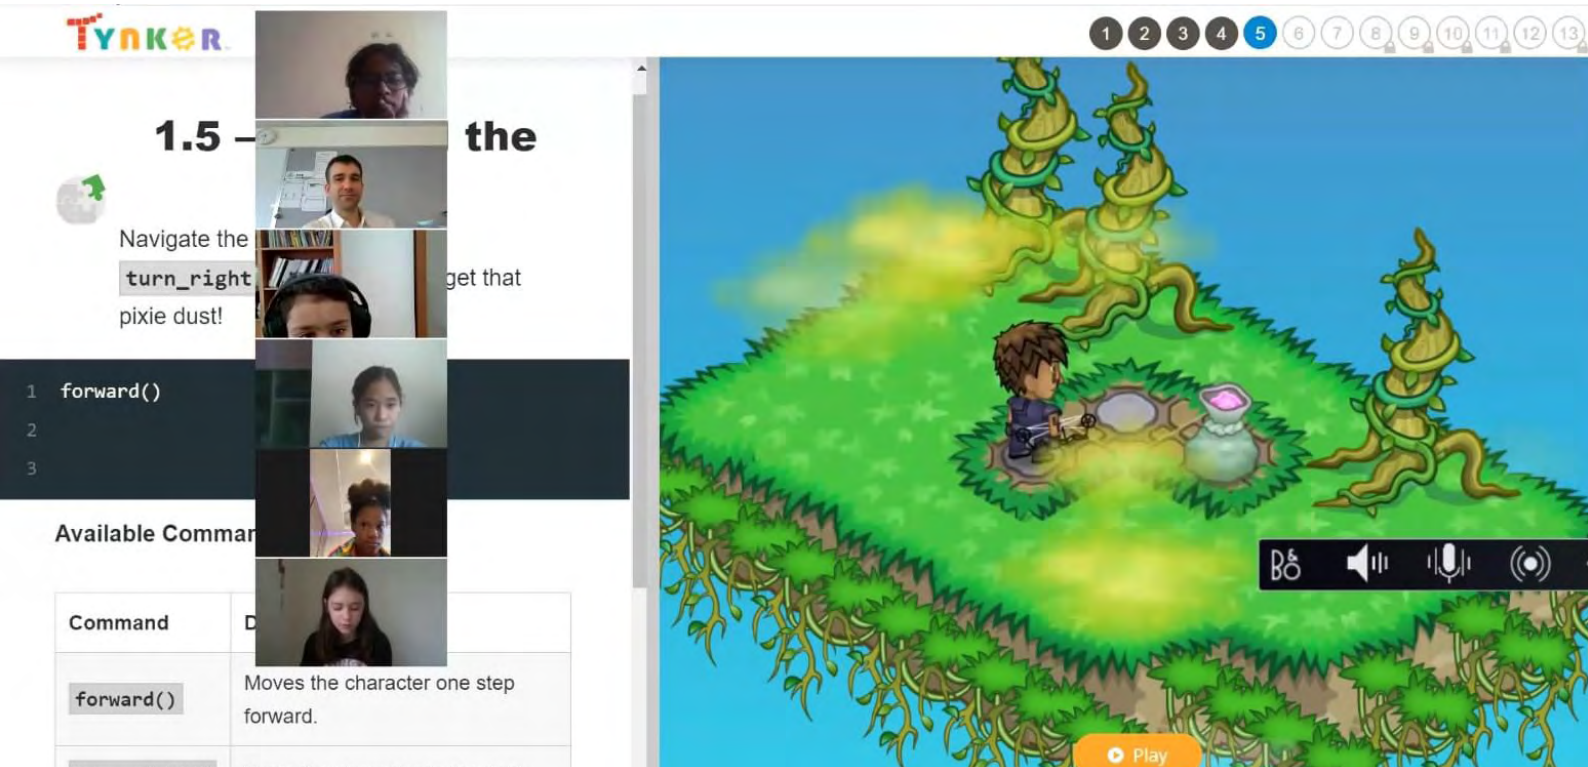 TYNKER
1 2 3 4 5 6 7 8 9 10 11 12 13
1.5 – the
Navigate the
turn_right get that
pixie dust!
1 forward()
2
3
Available Comman
Command D
forward() Moves the character one step
forward.
B&O
Play